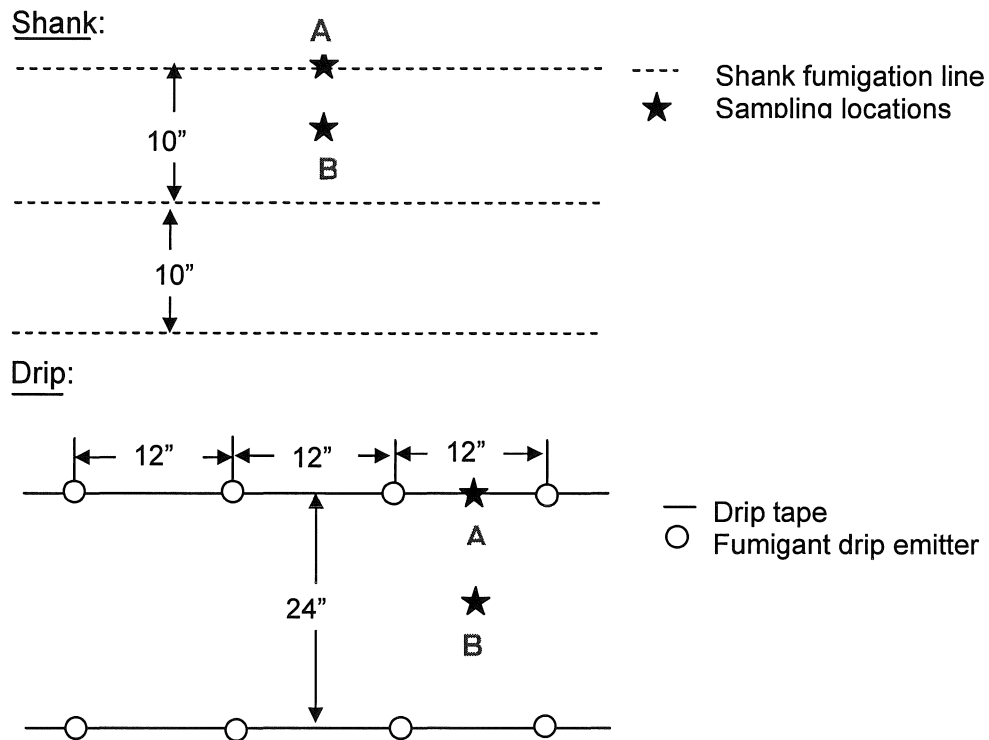 Shank:
A
Shank fumigation line
Sampling locations
10”
B
10”
Drip:
12”
12”
12”
Drip tape
A
Fumigant drip emitter
24”
B